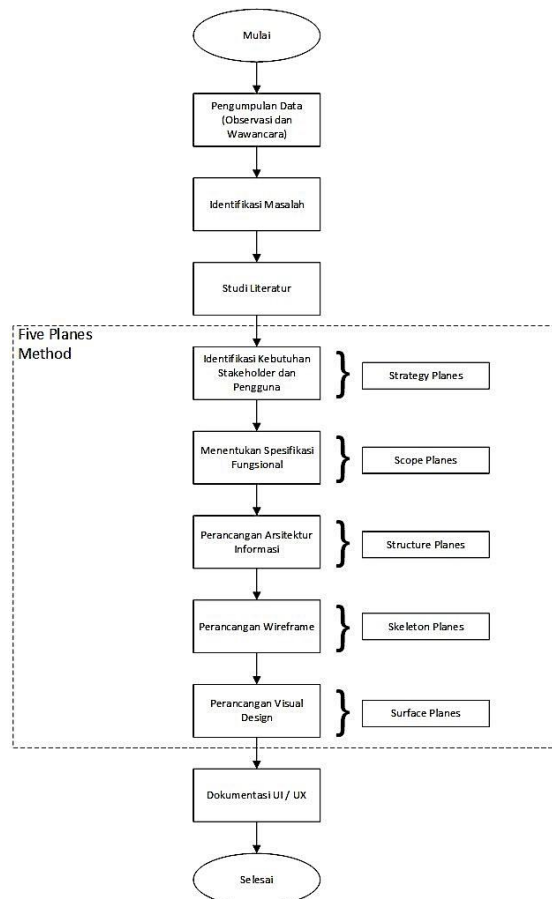 Mulai
Pengumpulan Data
(Observasi dan
Wawancara)
Identifikasi Masalah
Studi Literatur
Five Planes
Method
Identifikasi Kebutuhan
Stakeholder dan
Pengguna
Strategy Planes
Menentukan Spesifikasi
Fungsional
Scope Planes
Perancangan Arsitektur
Informasi
Structure Planes
Perancangan Wireframe
Skeleton Planes
Perancangan Visual
Design
Surface Planes
Dokumentasi UI / UX
Selesai